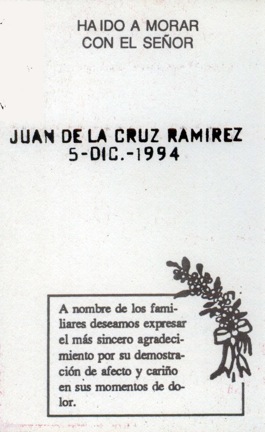 HA IDO A MORAR
CON EL SEÑOR
JUAN DE LA CRUZ RAMIREZ
5-DIC.-1994
A nombre de los fami-
liares deseamos expresar
el más sincero agradeci-
miento por su demostra-
ción de afecto y cariño
en sus momentos de do-
lor.